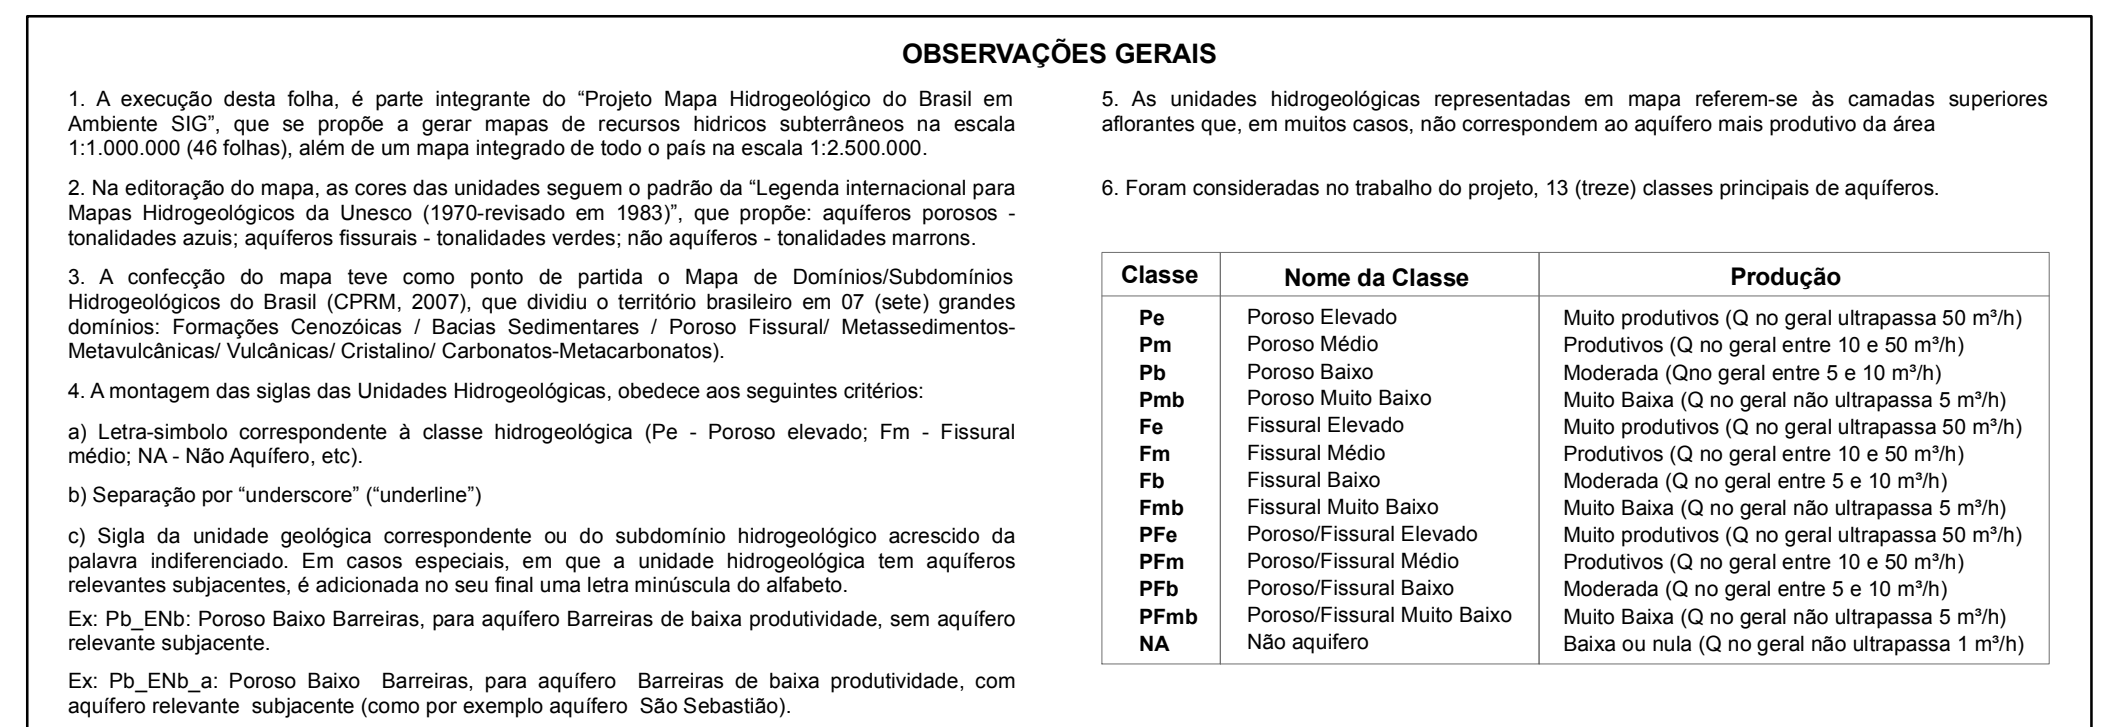 OBSERVAÇÕES GERAIS
1. A execução desta folha, é parte integrante do “Projeto Mapa Hidrogeológico do Brasil em
Ambiente SIG”, que se propõe a gerar mapas de recursos hidricos subterrâneos na escala
1:1.000.000 (46 folhas), além de um mapa integrado de todo o país na escala 1:2.500.000.
2. Na editoração do mapa, as cores das unidades seguem o padrão da “Legenda internacional para
Mapas Hidrogeológicos da Unesco (1970-revisado em 1983)”, que propõe: aquíferos porosos -
tonalidades azuis; aquíferos fissurais - tonalidades verdes; não aquíferos - tonalidades marrons.
3. A confecção do mapa teve como ponto de partida o Mapa de Domínios/Subdomínios
Hidrogeológicos do Brasil (CPRM, 2007), que dividiu o território brasileiro em 07 (sete) grandes
domínios: Formações Cenozóicas / Bacias Sedimentares / Poroso Fissural/ Metassedimentos-
Metavulcânicas/ Vulcânicas/ Cristalino/ Carbonatos-Metacarbonatos).
4. A montagem das siglas das Unidades Hidrogeológicas, obedece aos seguintes critérios:
a) Letra-simbolo correspondente à classe hidrogeológica (Pe - Poroso elevado; Fm - Fissural
médio; NA - Não Aquífero, etc).
b) Separação por “underscore” (“underline”)
c) Sigla da unidade geológica correspondente ou do subdomínio hidrogeológico acrescido da
palavra indiferenciado. Em casos especiais, em que a unidade hidrogeológica tem aquíferos
relevantes subjacentes, é adicionada no seu final uma letra minúscula do alfabeto.
Ex: Pb_ENb: Poroso Baixo Barreiras, para aquífero Barreiras de baixa produtividade, sem aquífero
relevante subjacente.
Ex: Pb_ENb_a: Poroso Baixo Barreiras, para aquífero Barreiras de baixa produtividade, com
aquífero relevante subjacente (como por exemplo aquífero São Sebastião).
5. As unidades hidrogeológicas representadas em mapa referem-se às camadas superiores
aflorantes que, em muitos casos, não correspondem ao aquífero mais produtivo da área
6. Foram consideradas no trabalho do projeto, 13 (treze) classes principais de aquíferos.
Classe Nome da Classe Produção
Pe Poroso Elevado Muito produtivos (Q no geral ultrapassa 50 m³/h)
Pm Poroso Médio Produtivos (Q no geral entre 10 e 50 m³/h)
Pb Poroso Baixo Moderada (Qno geral entre 5 e 10 m³/h)
Pmb Poroso Muito Baixo Muito Baixa (Q no geral não ultrapassa 5 m³/h)
Fe Fissural Elevado Muito produtivos (Q no geral ultrapassa 50 m³/h)
Fm Fissural Médio Produtivos (Q no geral entre 10 e 50 m³/h)
Fb Fissural Baixo Moderada (Q no geral entre 5 e 10 m³/h)
Fmb Fissural Muito Baixo Muito Baixa (Q no geral não ultrapassa 5 m³/h)
PFe Poroso/Fissural Elevado Muito produtivos (Q no geral ultrapassa 50 m³/h)
PFm Poroso/Fissural Médio Produtivos (Q no geral entre 10 e 50 m³/h)
PFb Poroso/Fissural Baixo Moderada (Q no geral entre 5 e 10 m³/h)
PFmb Poroso/Fissural Muito Baixo Muito Baixa (Q no geral não ultrapassa 5 m³/h)
NA Não aquifero Baixa ou nula (Q no geral não ultrapassa 1 m³/h)